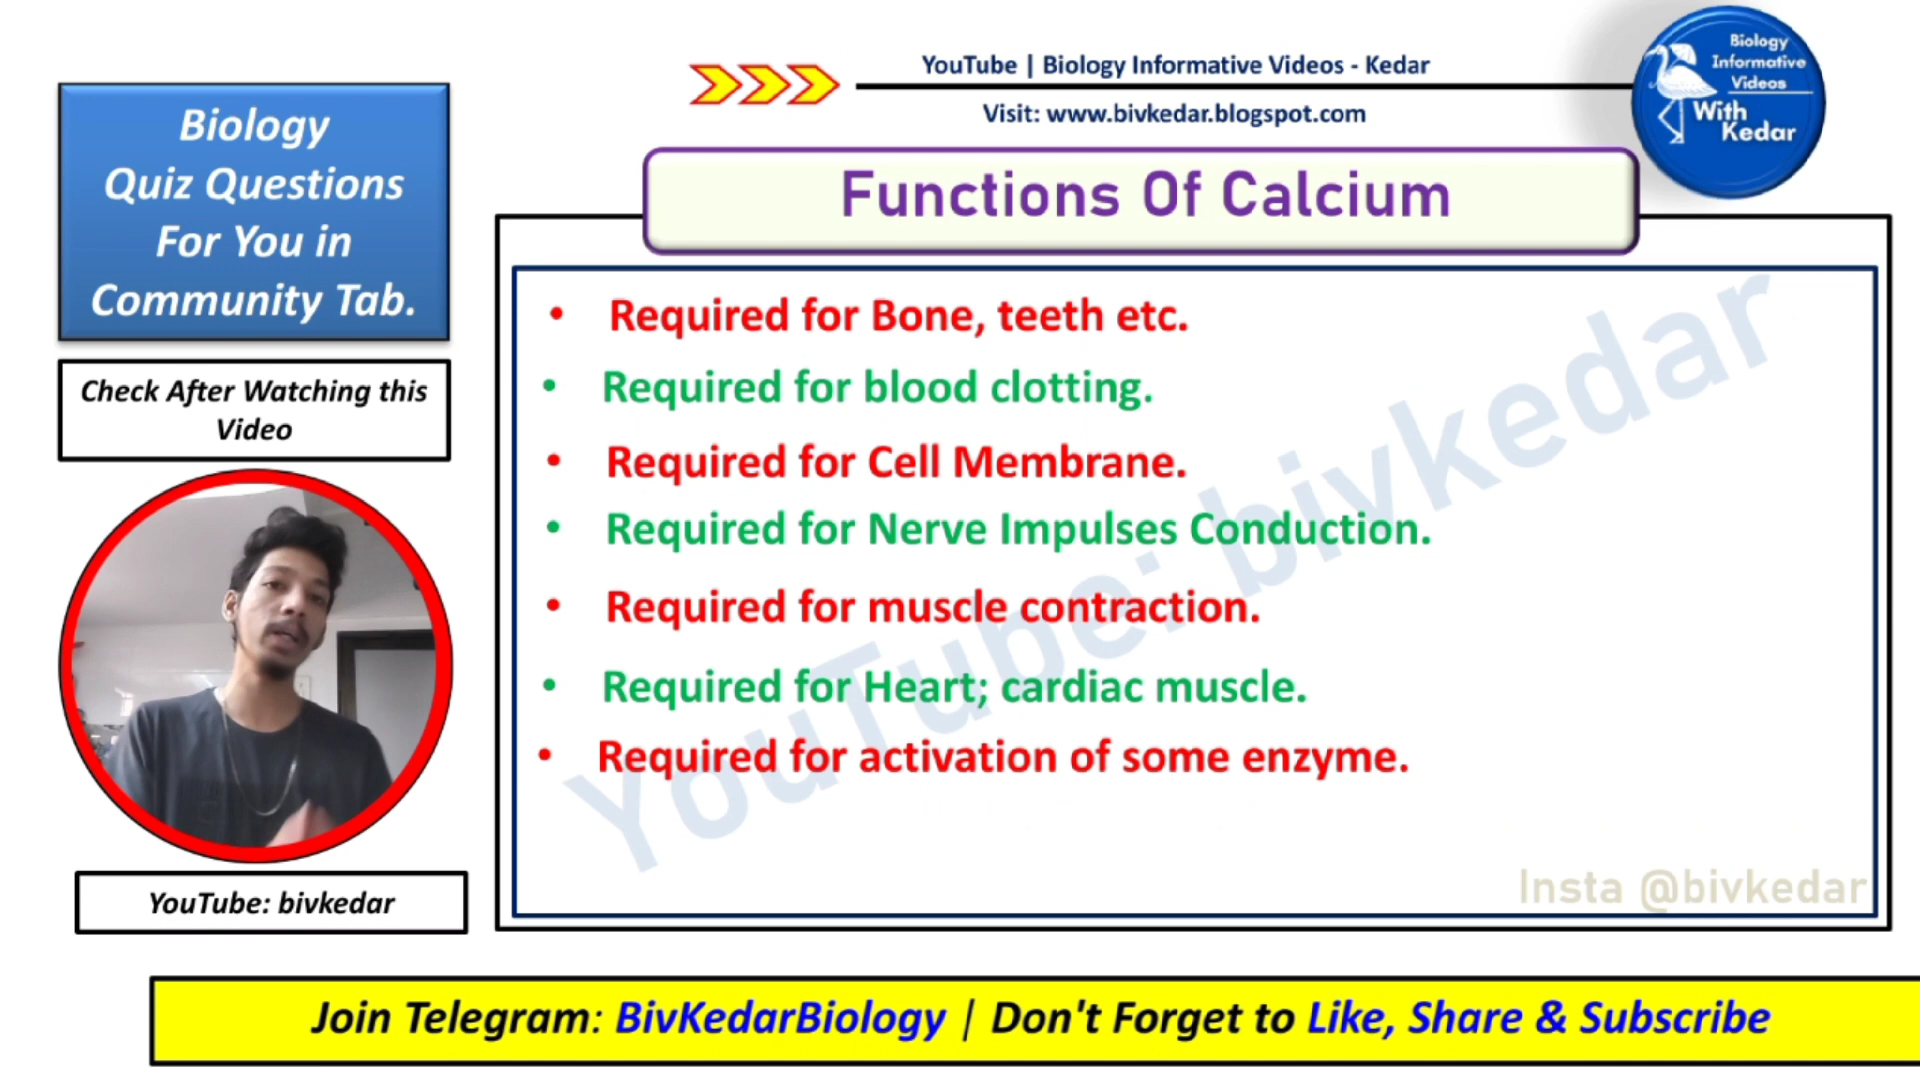 YouTube | Biology Informative Videos - Kedar
Visit: www.bivkedar.blogspot.com
Biology
Informative
Videos
With
Kedar
Biology
Quiz Questions
For You in
Community Tab.
Check After Watching this
Video
YouTube: bivkedar
Functions Of Calcium
• Required for Bone, teeth etc.
• Required for blood clotting.
• Required for Cell Membrane.
• Required for Nerve Impulses Conduction.
• Required for muscle contraction.
• Required for Heart; cardiac muscle.
• Required for activation of some enzyme.
YouTube: bivkedar
Insta @bivkedar
Join Telegram: BivKedarBiology | Don't Forget to Like, Share & Subscribe